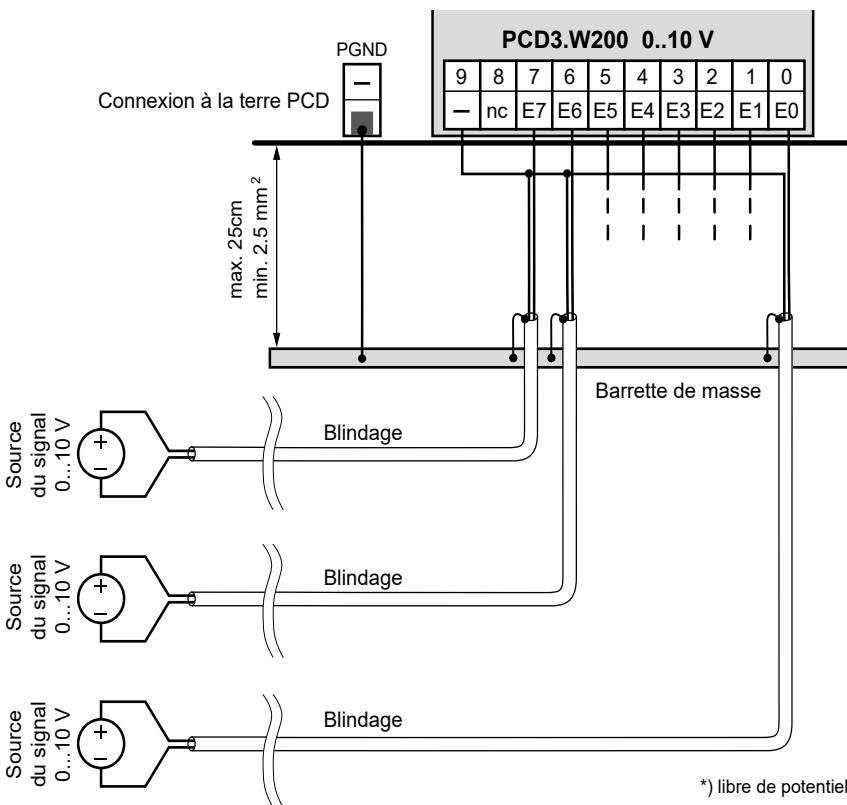 PCD3.W200 0..10 V
PGND
–
Connexion à la terre PCD
9 8 7 6 5 4 3 2 1 0
– nc E7 E6 E5 E4 E3 E2 E1 E0
max. 25cm
min. 2.5 mm²
Barrette de masse
Source
du signal
0...10 V
+
–
Blindage
Source
du signal
0...10 V
+
–
Blindage
Source
du signal
0...10 V
+
–
Blindage
*) libre de potentiel